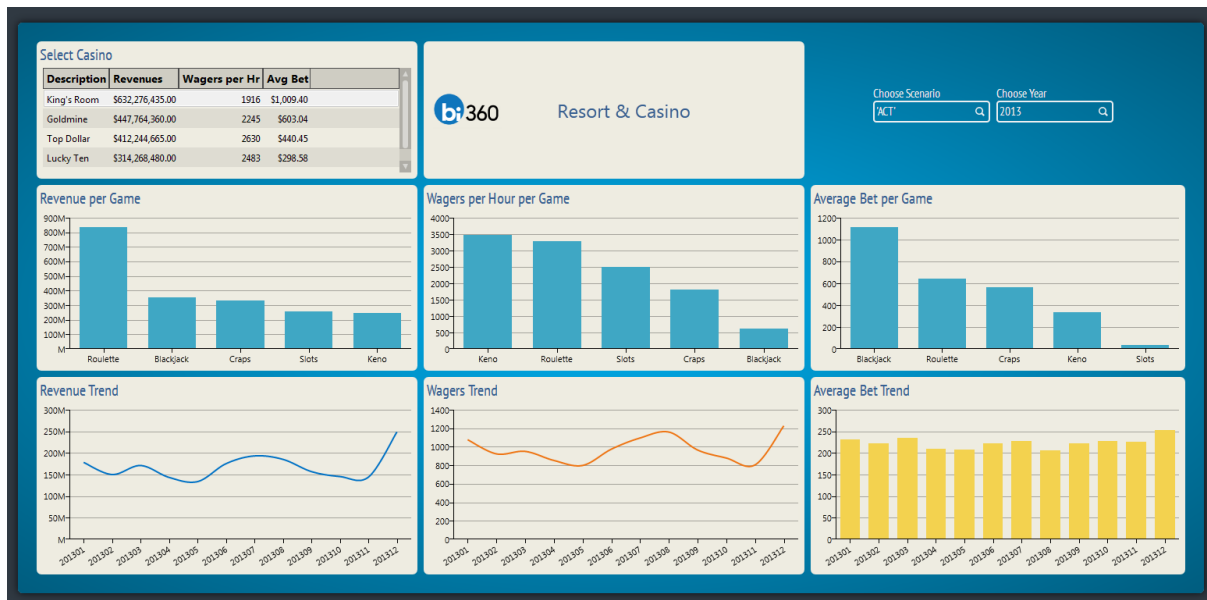 Select Casino
Description Revenues Wagers per Hr Avg Bet
King's Room $632,276,435.00 1916 $1,009.40
Goldmine $447,764,360.00 2245 $603.04
Top Dollar $412,244,665.00 2630 $440.45
Lucky Ten $314,268,480.00 2483 $298.58
bi360 Resort & Casino
Choose Scenario Choose Year
'ACT' 2013
Revenue per Game
900M
800M
700M
600M
500M
400M
300M
200M
100M
M
Roulette Blackjack Craps Slots Keno
Wagers per Hour per Game
4000
3500
3000
2500
2000
1500
1000
500
0
Keno Roulette Slots Craps Blackjack
Average Bet per Game
1200
1000
800
600
400
200
0
Blackjack Roulette Craps Keno Slots
Revenue Trend
300M
250M
200M
150M
100M
50M
M
201301 201302 201303 201304 201305 201306 201307 201308 201309 201310 201311 201312
Wagers Trend
1400
1200
1000
800
600
400
200
0
201301 201302 201303 201304 201305 201306 201307 201308 201309 201310 201311 201312
Average Bet Trend
300
250
200
150
100
50
0
201301 201302 201303 201304 201305 201306 201307 201308 201309 201310 201311 201312